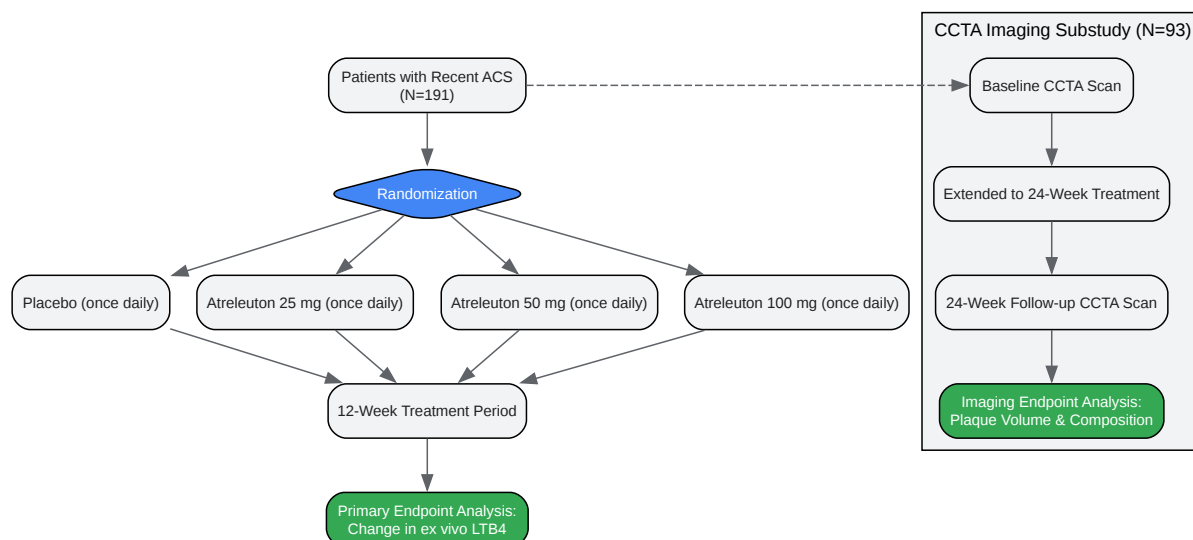 CCTA Imaging Substudy (N=93)
Patients with Recent ACS
(N=191)
Baseline CCTA Scan
Randomization
Extended to 24-Week Treatment
Placebo (once daily)
Atreleuton 25 mg (once daily)
Atreleuton 50 mg (once daily)
Atreleuton 100 mg (once daily)
24-Week Follow-up CCTA Scan
12-Week Treatment Period
Imaging Endpoint Analysis:
Plaque Volume & Composition
Primary Endpoint Analysis:
Change in ex vivo LTB4